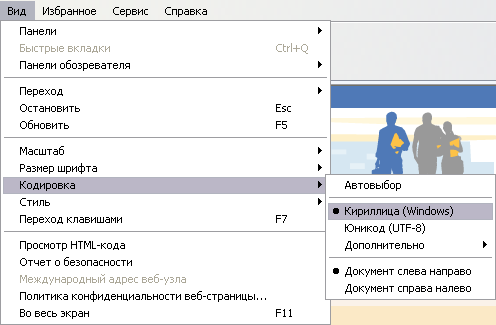 Вид Избранное Сервис Справка
Панели
Быстрые вкладки Ctrl+Q
Панели обозревателя
Переход
Остановить Esc
Обновить F5
Масштаб
Размер шрифта
Кодировка
Стиль
Переход клавишами F7
Просмотр HTML-кода
Отчет о безопасности
Международный адрес веб-узла
Политика конфиденциальности веб-страницы...
Во весь экран F11
Автовыбор
Кириллица (Windows)
Юникод (UTF-8)
Дополнительно
Документ слева направо
Документ справа налево